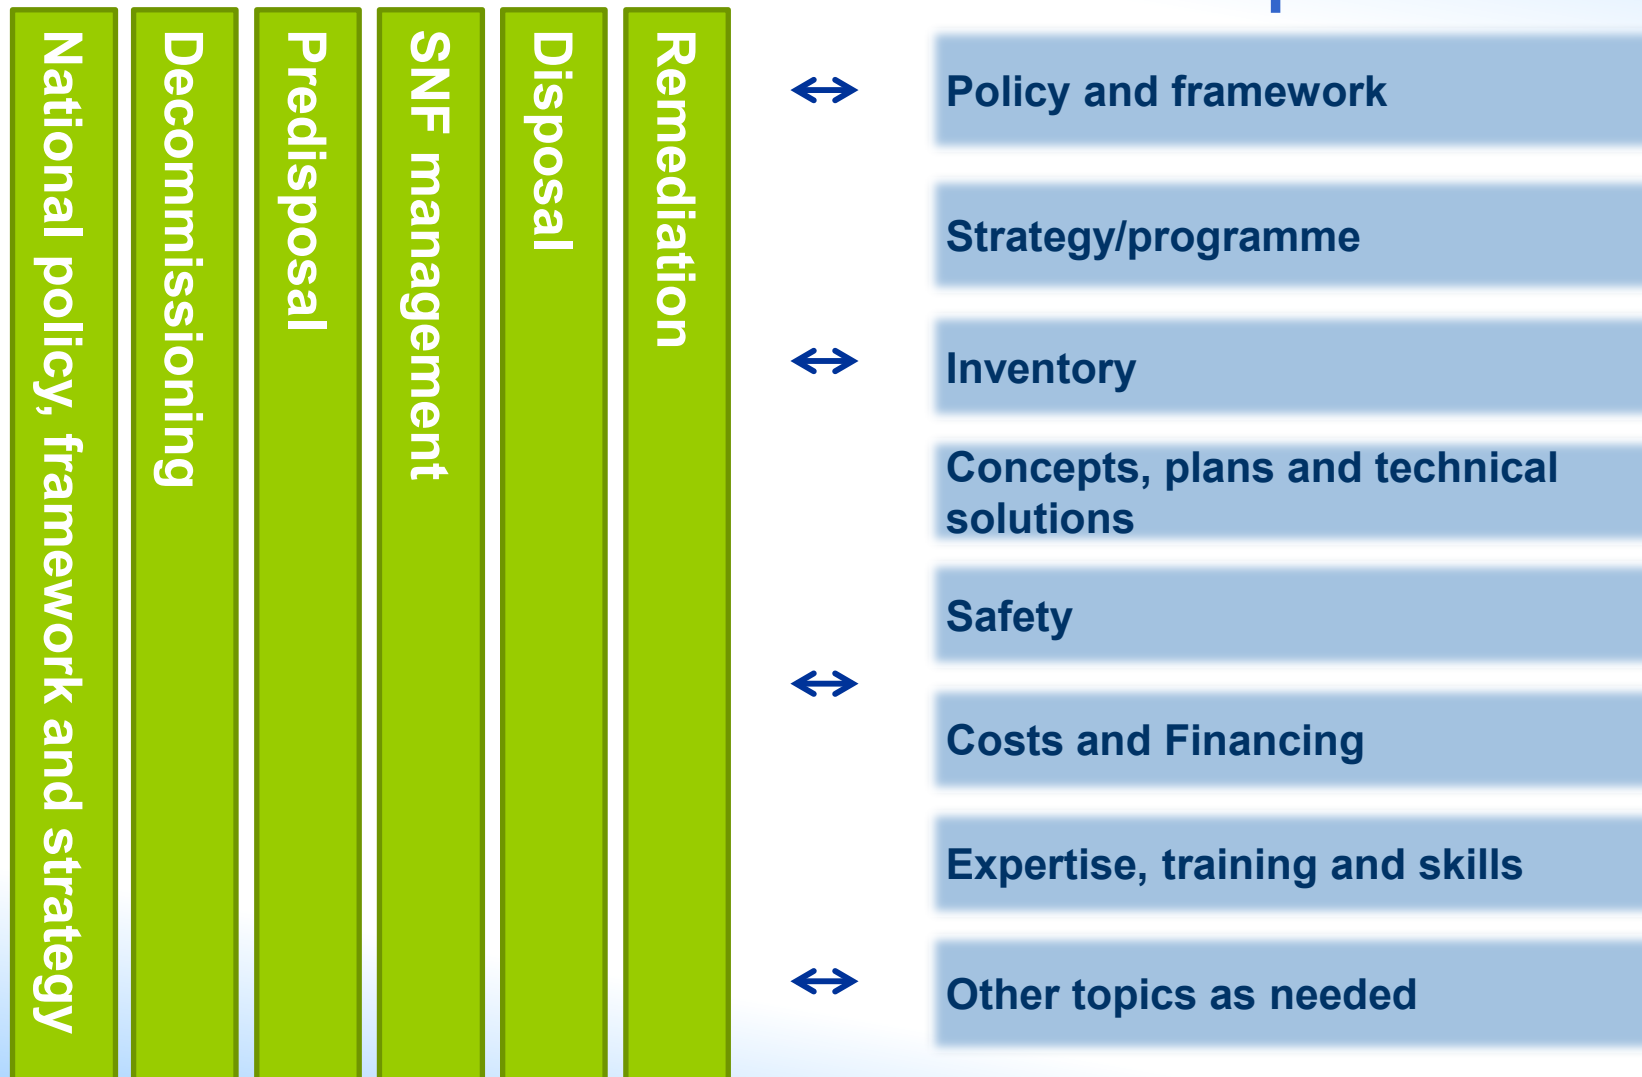 National policy, framework and strategy
Decommissioning
Predisposal
SNF management
Disposal
Remediation
Policy and framework
Strategy/programme
Inventory
Concepts, plans and technical
solutions
Safety
Costs and Financing
Expertise, training and skills
Other topics as needed